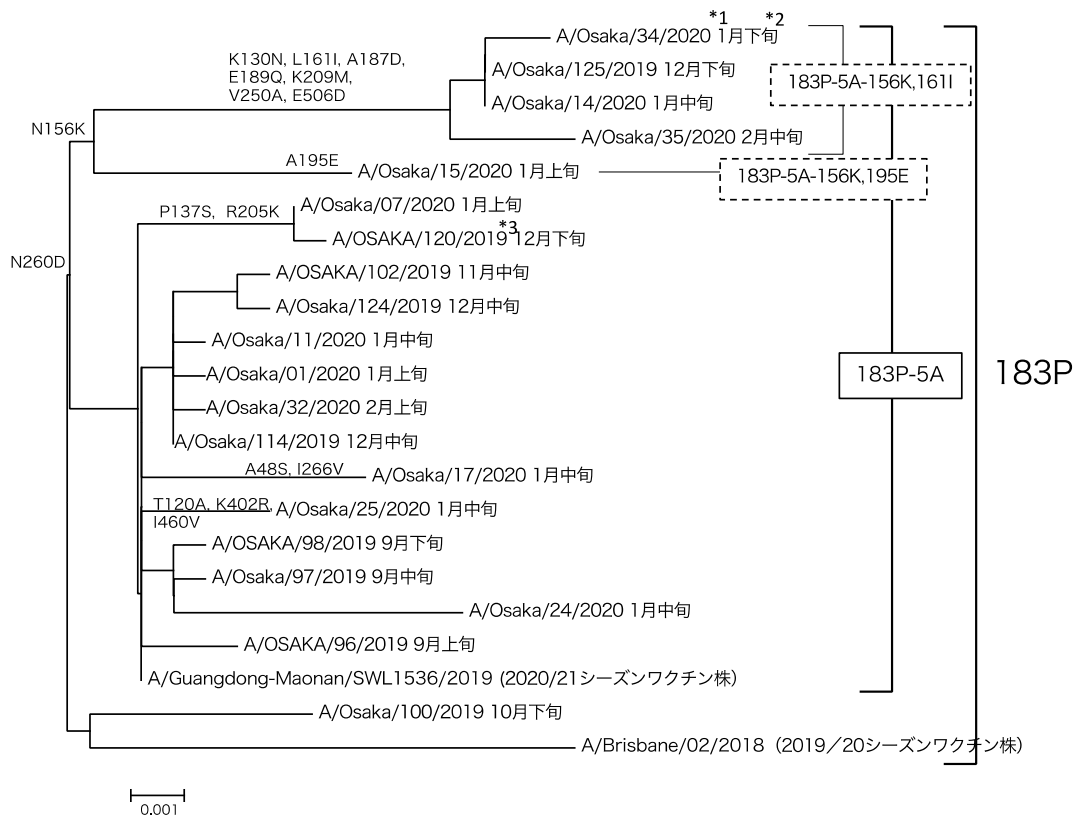 *1 *2
A/Osaka/34/2020 1月下旬
K130N, L161I, A187D,
E189Q, K209M,
V250A, E506D
A/Osaka/125/2019 12月下旬
183P-5A-156K,161I
A/Osaka/14/2020 1月中旬
N156K
A/Osaka/35/2020 2月中旬
A195E
A/Osaka/15/2020 1月上旬
183P-5A-156K,195E
A/Osaka/07/2020 1月上旬
P137S, R205K
*3
A/OSAKA/120/2019 12月下旬
N260D
A/OSAKA/102/2019 11月中旬
A/Osaka/124/2019 12月中旬
A/Osaka/11/2020 1月中旬
A/Osaka/01/2020 1月上旬
183P-5A
183P
A/Osaka/32/2020 2月上旬
A/Osaka/114/2019 12月中旬
A48S, I266V
A/Osaka/17/2020 1月中旬
T120A, K402R,
I460V
A/Osaka/25/2020 1月中旬
A/OSAKA/98/2019 9月下旬
A/Osaka/97/2019 9月中旬
A/Osaka/24/2020 1月中旬
A/OSAKA/96/2019 9月上旬
A/Guangdong-Maonan/SWL1536/2019 (2020/21シーズンワクチン株)
A/Osaka/100/2019 10月下旬
A/Brisbane/02/2018（2019／20シーズンワクチン株）
0.001